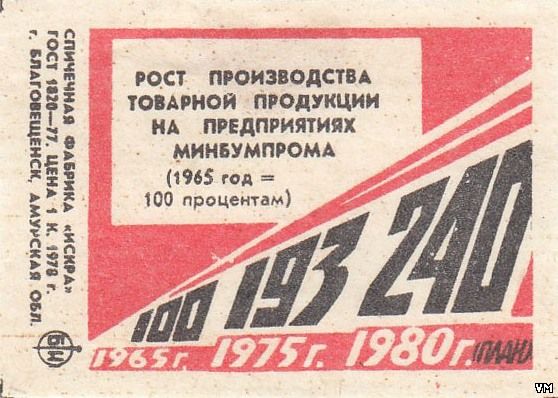 СПИЧЕЧНАЯ ФАБРИКА «ИСКРА»
ГОСТ 1820—77. ЦЕНА 1 К. 1978 г.
г. БЛАГОВЕЩЕНСК, АМУРСКАЯ ОБЛ.
РОСТ ПРОИЗВОДСТВА
ТОВАРНОЙ ПРОДУКЦИИ
НА ПРЕДПРИЯТИЯХ
МИНБУМПРОМА
(1965 год =
100 процентам)
100 193 240
1965г. 1975г. 1980г. (ПЛАН)
VM